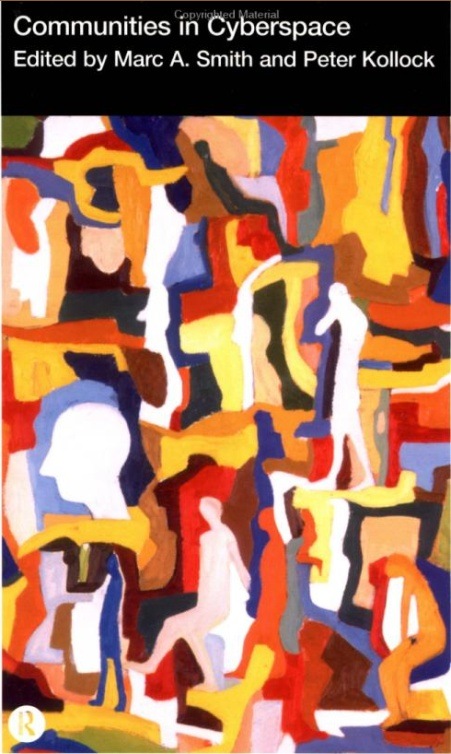 Copyrighted Material
Communities in Cyberspace
Edited by Marc A. Smith and Peter Kollock
R